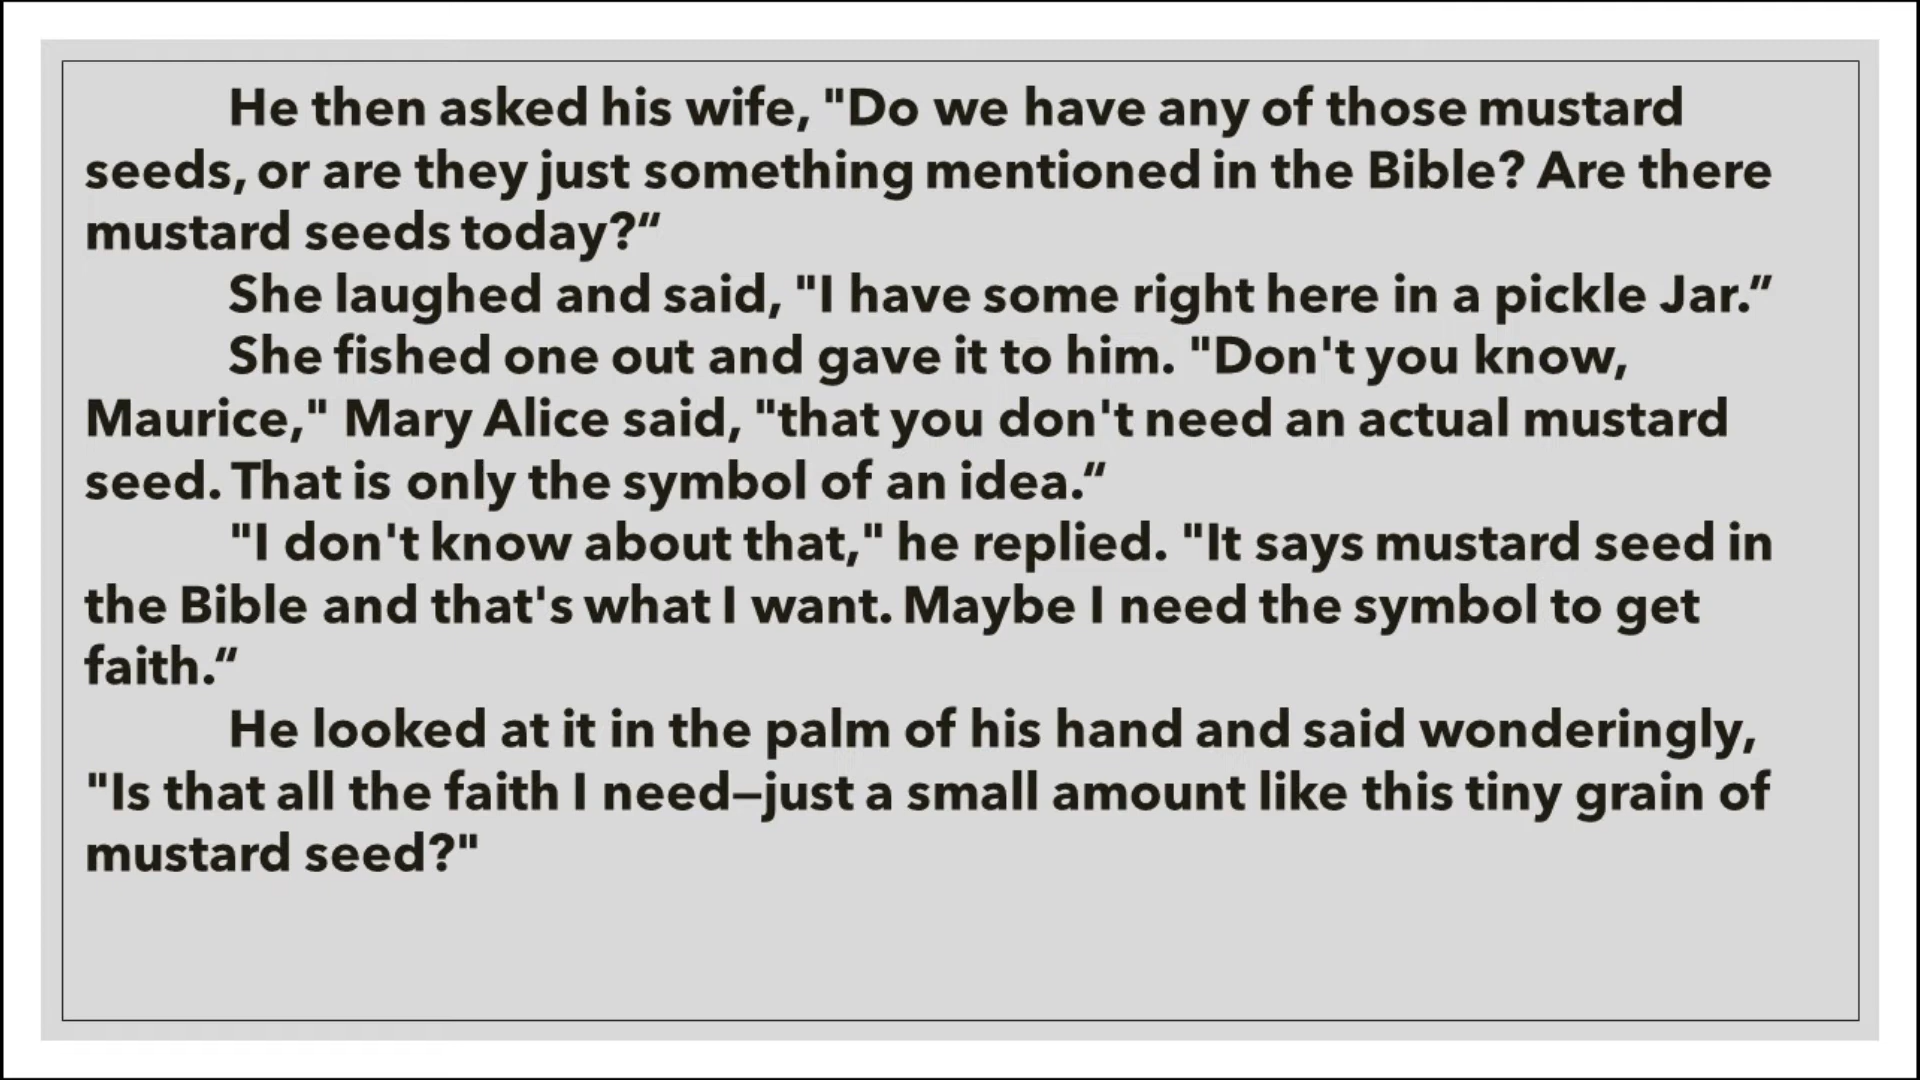 He then asked his wife, "Do we have any of those mustard
seeds, or are they just something mentioned in the Bible? Are there
mustard seeds today?“
She laughed and said, "I have some right here in a pickle Jar.”
She fished one out and gave it to him. "Don't you know,
Maurice," Mary Alice said, "that you don't need an actual mustard
seed. That is only the symbol of an idea.“
"I don't know about that," he replied. "It says mustard seed in
the Bible and that's what I want. Maybe I need the symbol to get
faith.“
He looked at it in the palm of his hand and said wonderingly,
"Is that all the faith I need—just a small amount like this tiny grain of
mustard seed?"